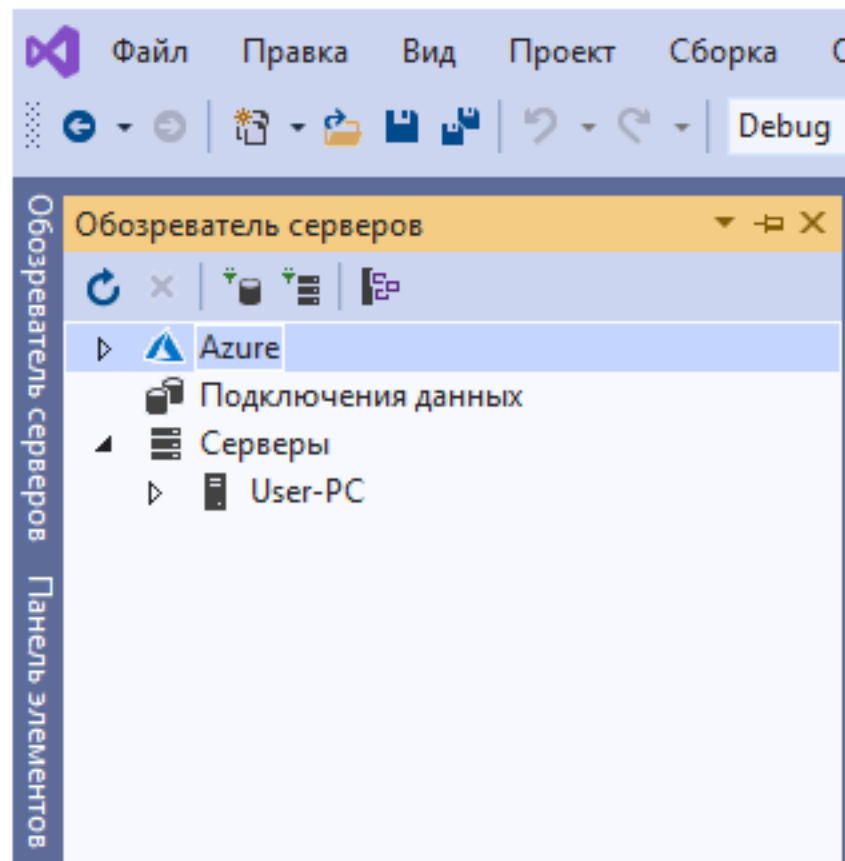 Файл Правка Вид Проект Сборка
Debug
Обозреватель серверов
Azure
Подключения данных
Серверы
User-PC
Обозреватель серверов
Панель элементов